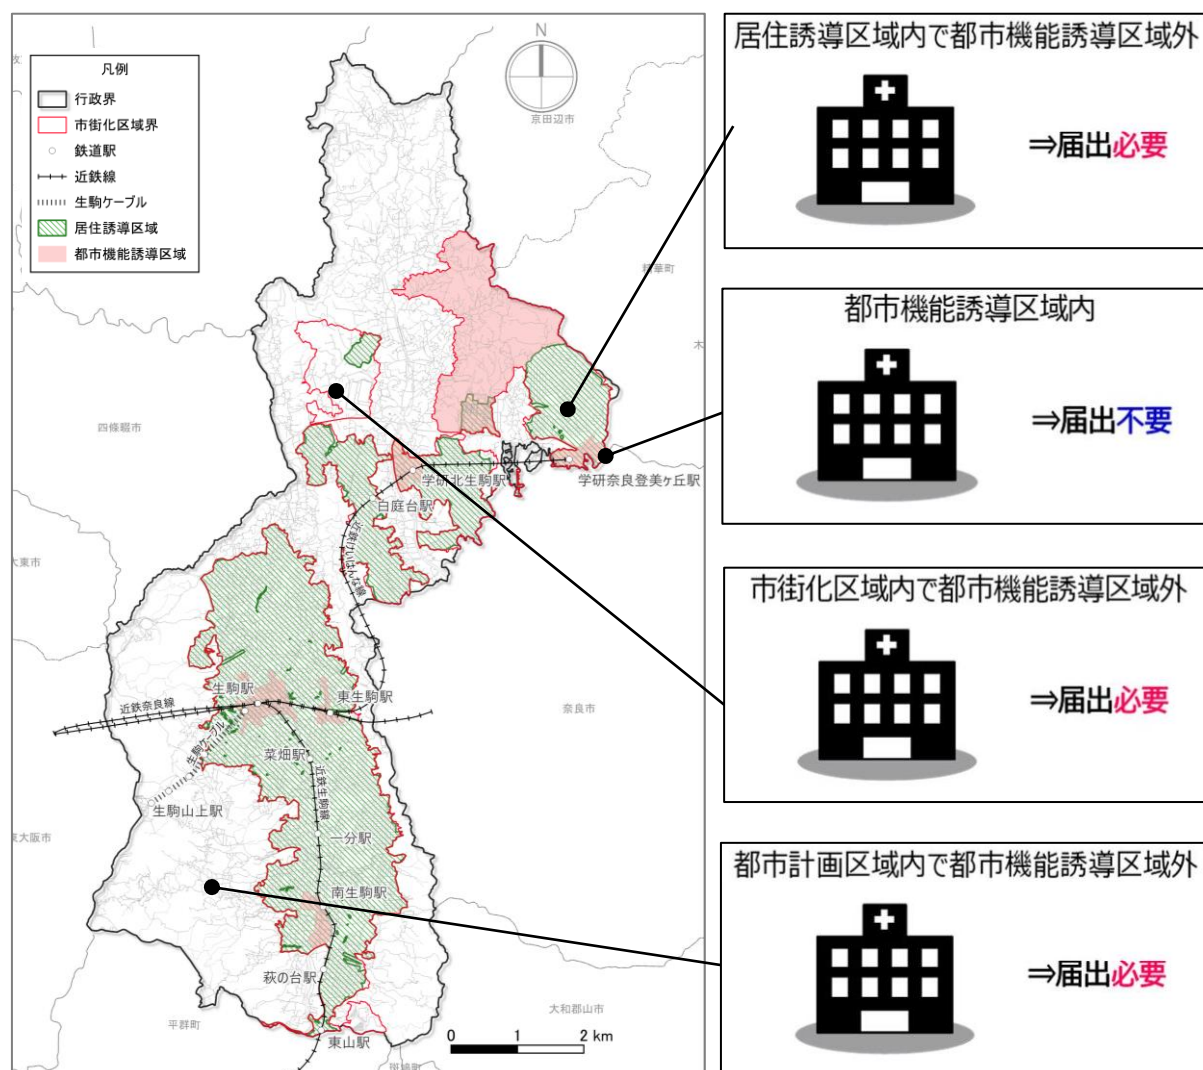 凡例
行政界
市街化区域界
鉄道駅
近鉄線
生駒ケーブル
居住誘導区域
都市機能誘導区域
N
京田辺市
精華町
木
四條畷市
学研北生駒駅
学研奈良登美ヶ丘駅
白庭台駅
近鉄けいはんな線
大東市
生駒駅
東生駒駅
近鉄奈良線
奈良市
生駒ケーブル
菜畑駅
近鉄生駒線
生駒山上駅
一分駅
東大阪市
南生駒駅
萩の台駅
大和郡山市
平群町
東山駅
斑鳩町
0 1 2 km
居住誘導区域内で都市機能誘導区域外
⇒届出必要
都市機能誘導区域内
⇒届出不要
市街化区域内で都市機能誘導区域外
⇒届出必要
都市計画区域内で都市機能誘導区域外
⇒届出必要